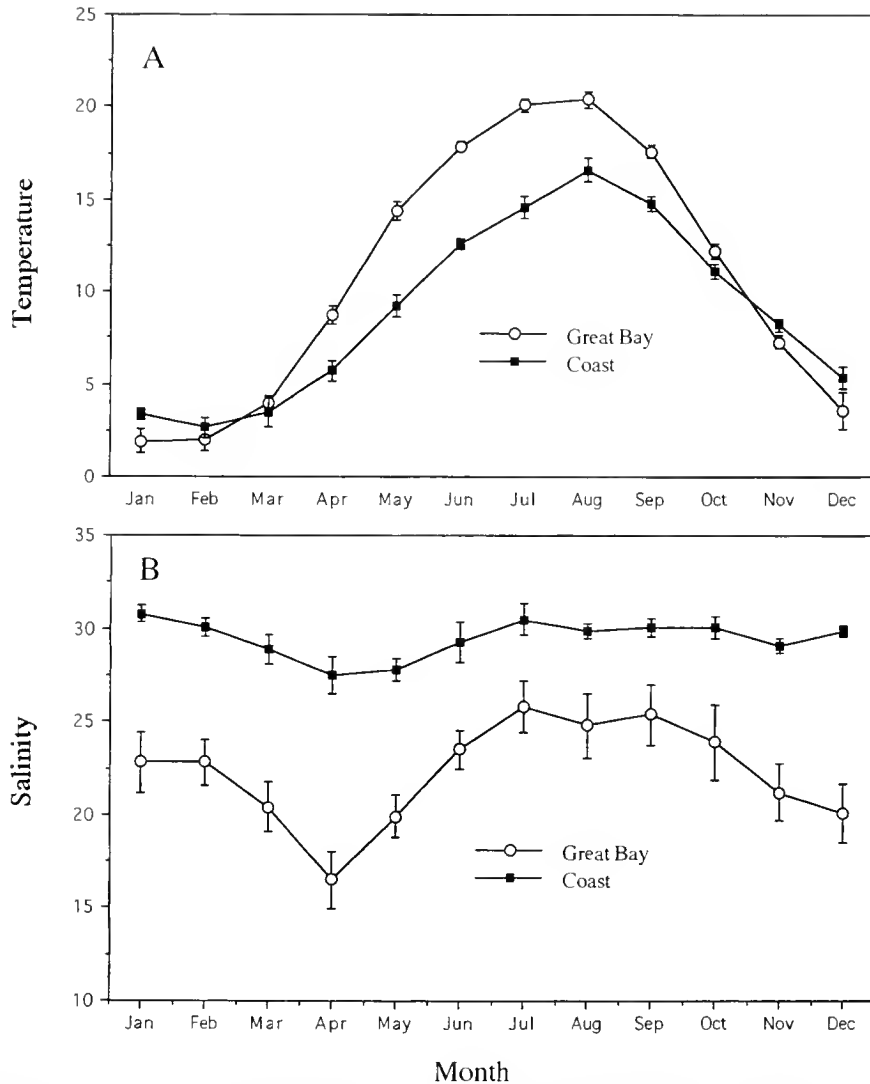 25
A
20
15
Temperature
10
Great Bay
Coast
5
0
Jan Feb Mar Apr May Jun Jul Aug Sep Oct Nov Dec
35
B
30
25
Salinity
20
Great Bay
Coast
15
10
Jan Feb Mar Apr May Jun Jul Aug Sep Oct Nov Dec
Month